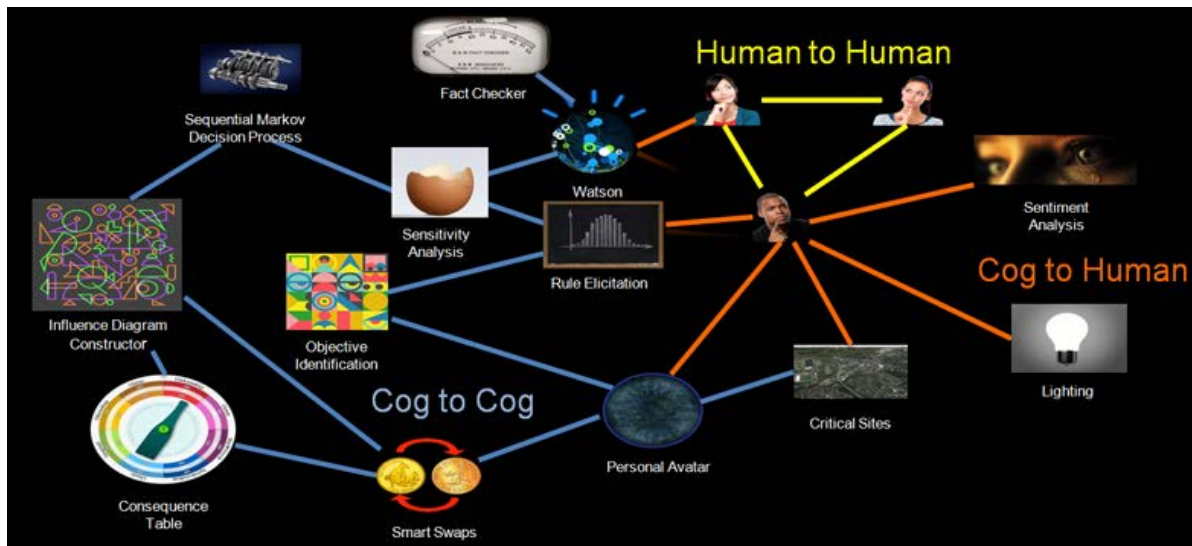 Human to Human
Fact Checker
Sequential Markov
Decision Process
Watson
Sentiment
Analysis
Sensitivity
Analysis
Rule Elicitation
Cog to Human
Influence Diagram
Constructor
Objective
Identification
Lighting
Cog to Cog
Critical Sites
Personal Avatar
Consequence
Table
Smart Swaps